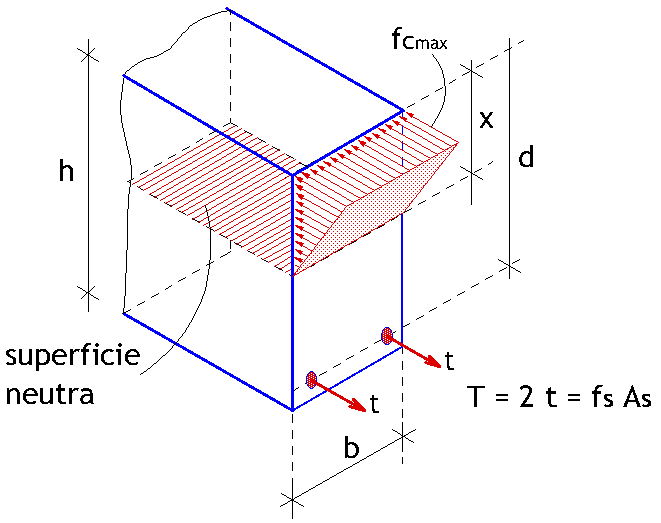 fcmax
x
h
d
superficie
neutra
t
t
T = 2 t = fs As
b